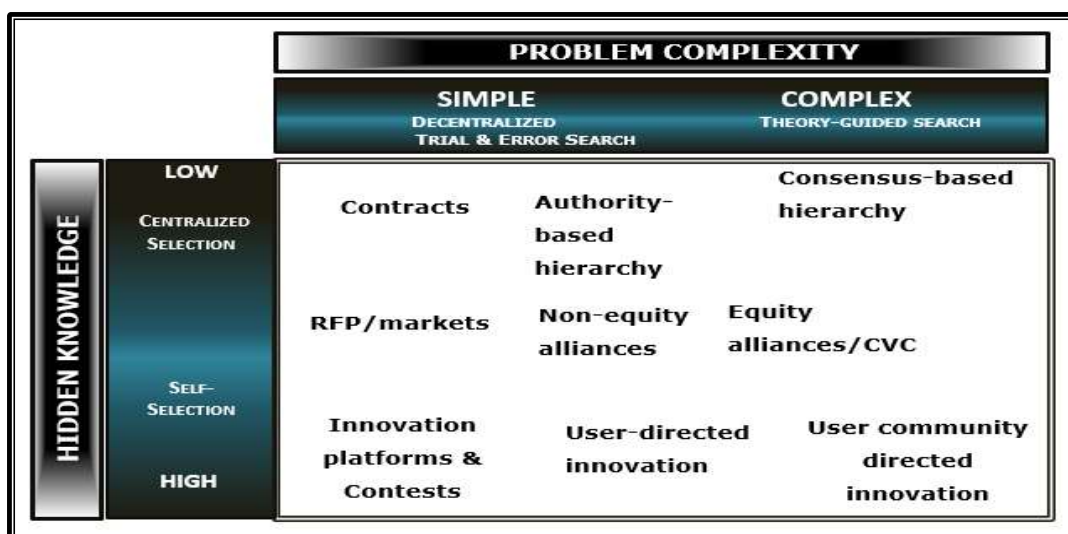 PROBLEM COMPLEXITY
SIMPLE
DECENTRALIZED
TRIAL & ERROR SEARCH
COMPLEX
THEORY-GUIDED SEARCH
HIDDEN KNOWLEDGE
LOW
CENTRALIZED
SELECTION
SELF-
SELECTION
HIGH
Contracts
Authority-
based
hierarchy
Consensus-based
hierarchy
RFP/markets
Non-equity
alliances
Equity
alliances/CVC
Innovation
platforms &
Contests
User-directed
innovation
User community
directed
innovation